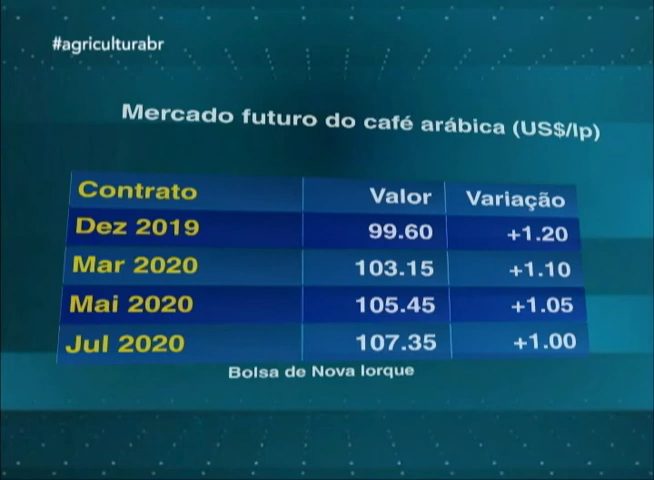 #agriculturabr
Mercado futuro do café arábica (US$/lp)
Contrato Valor Variação
Dez 2019 99.60 +1.20
Mar 2020 103.15 +1.10
Mai 2020 105.45 +1.05
Jul 2020 107.35 +1.00
Bolsa de Nova Iorque